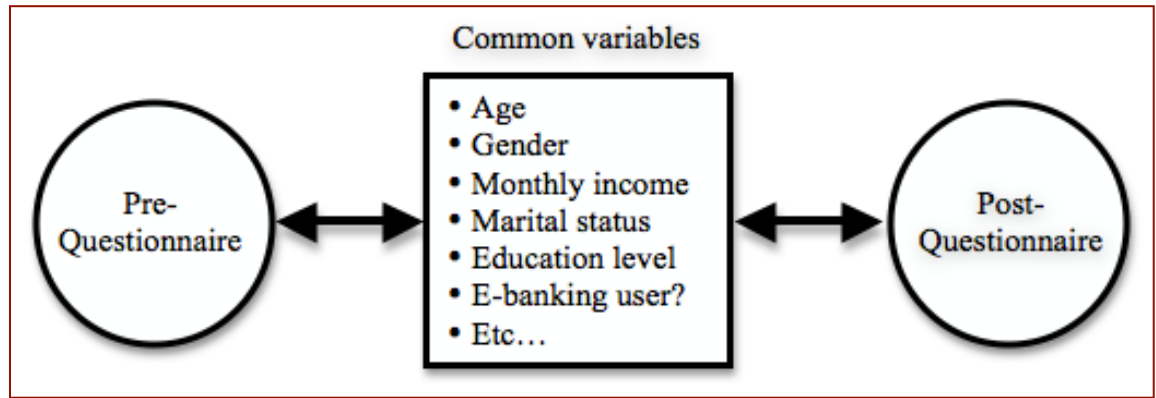 Common variables
Pre-
Questionnaire
• Age
• Gender
• Monthly income
• Marital status
• Education level
• E-banking user?
• Etc…
Post-
Questionnaire